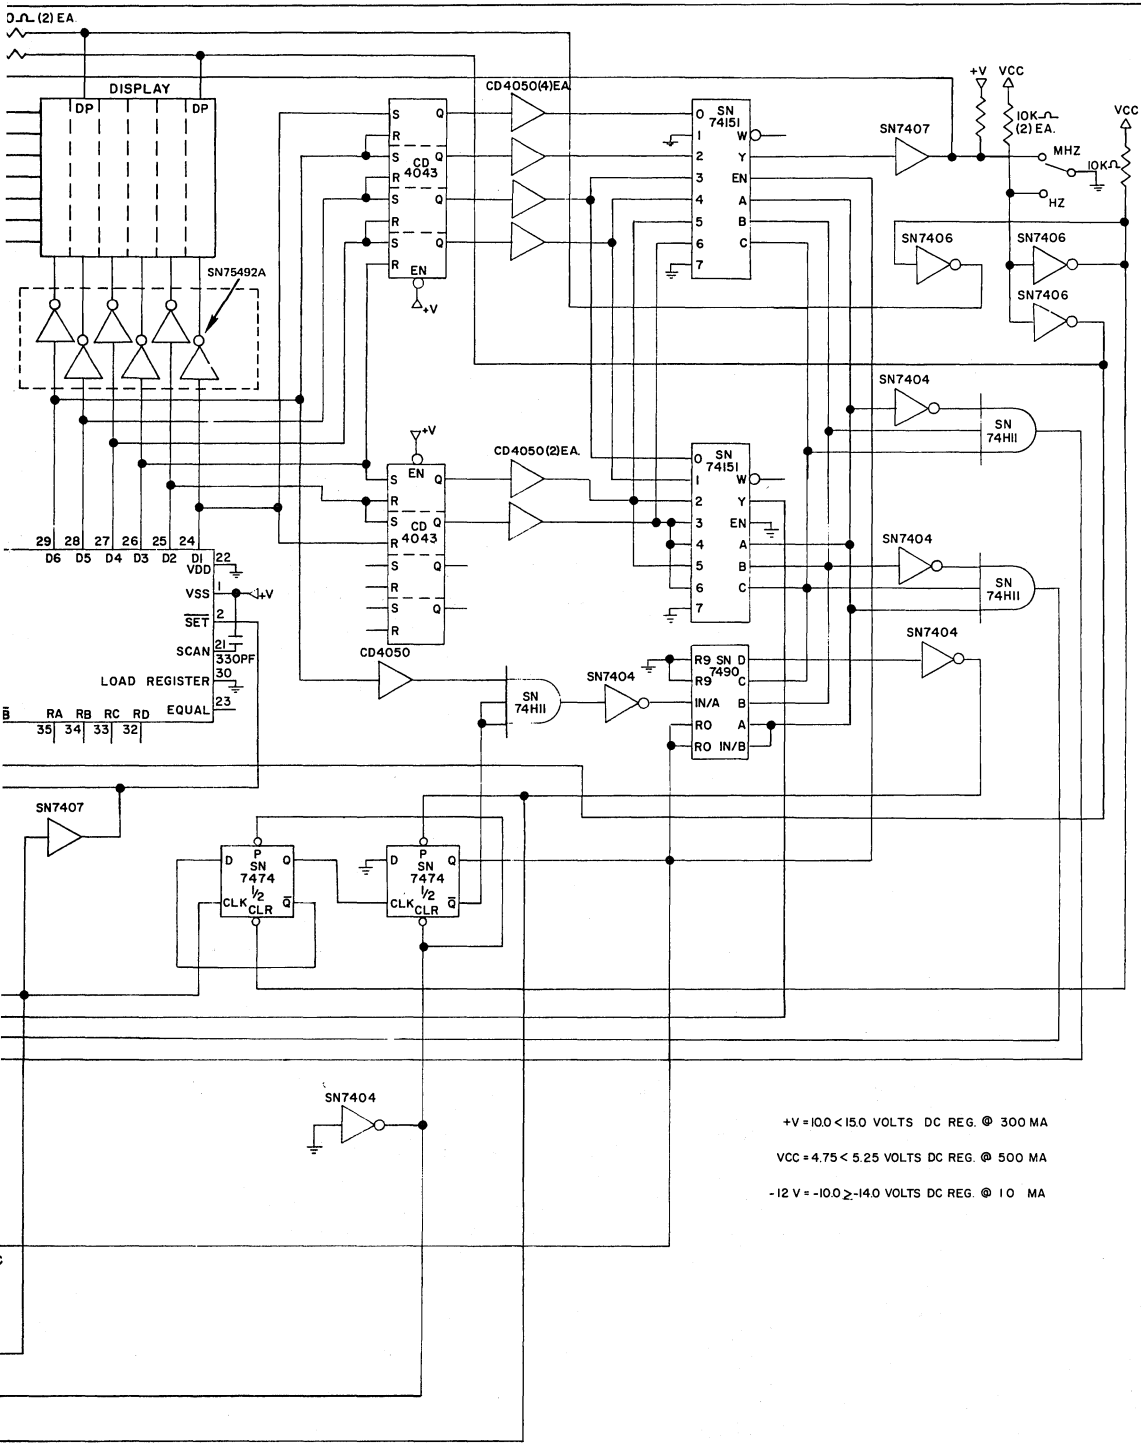 0Ω (2) EA.
DISPLAY
DP
DP
SN75492A
CD4050(4)EA.
S Q
R
S CD Q
R 4043
S Q
R
S Q
R
EN
+V
0 SN
1 74151 W
2 Y
3 EN
4 A
5 B
6 C
7
SN7407
+V
VCC
10KΩ
(2) EA.
VCC
10KΩ
MHZ
HZ
SN7406
SN7406
SN7406
SN7404
SN
74H11
+V
EN
S Q
R
S CD Q
R 4043
S Q
R
S Q
R
CD4050(2)EA.
0 SN
1 74151 W
2 Y
3 EN
4 A
5 B
6 C
7
SN7404
SN
74H11
SN7404
29 28 27 26 25 24
D6 D5 D4 D3 D2 D1
22
VDD
1
VSS
+V
2
SET
SCAN
21
330PF
30
LOAD REGISTER
23
EQUAL
B
RA RB RC RD
35 34 33 32
CD4050
SN
74H11
SN7404
R9 SN D
R9 7490 C
IN/A B
RO A
RO IN/B
SN7407
P
D SN Q
7474
1/2
CLK CLR Q
P
D SN Q
7474
1/2
CLK CLR Q
SN7404
+V = 10.0 < 15.0 VOLTS DC REG. @ 300 MA
VCC = 4.75 < 5.25 VOLTS DC REG. @ 500 MA
-12 V = -10.0 ≥ -14.0 VOLTS DC REG. @ 10 MA